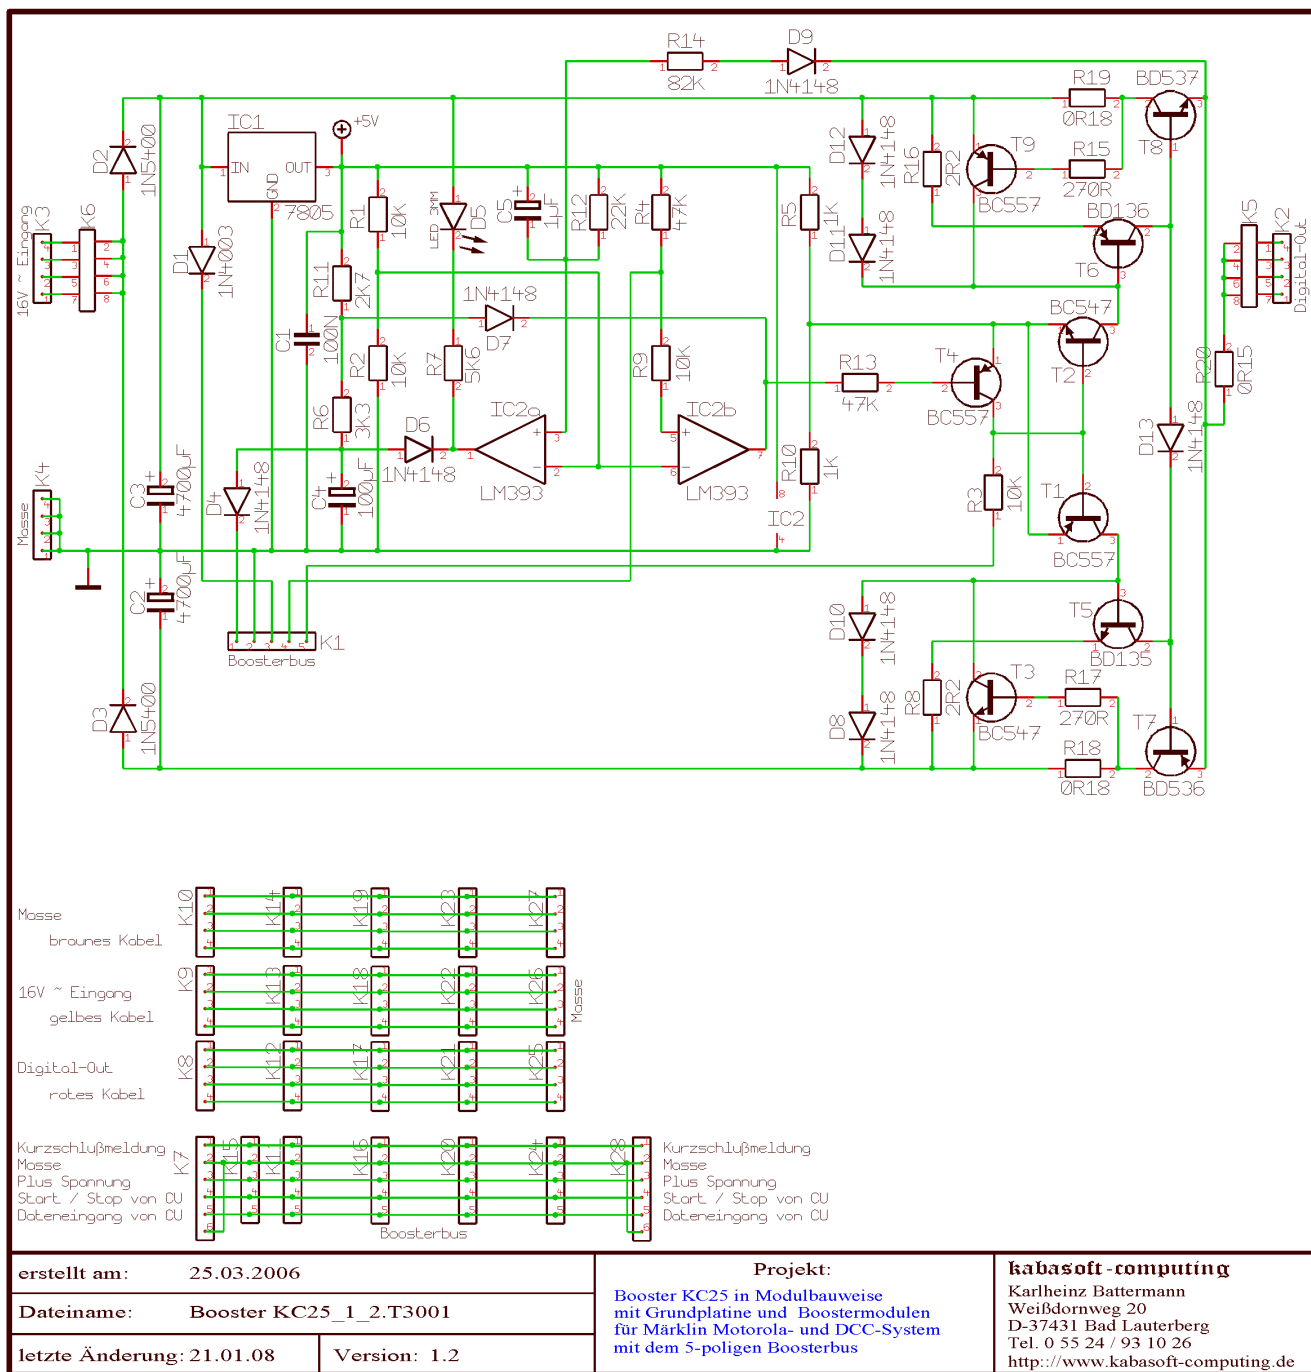 R14
82K
D9
1N4148
R19
0R18
BD537
T8
R15
270R
T9
BC557
R16
2R2
D12
1N4148
BD136
T6
D11
1N4148
IC1
IN
OUT
GND
7805
+5V
D2
1N5400
K3
K6
16V ~ Eingang
D1
1N4003
R1
10K
LED 3MM
D5
C5
1µF
R12
22K
R4
47K
R5
1K
K5
K2
Digital-Out
R11
2K7
C1
100N
1N4148
D7
R2
10K
R7
5K6
R9
10K
R13
47K
T4
BC557
BC547
T2
R20
0R15
R6
3K3
D6
1N4148
IC2a
LM393
IC2b
LM393
R10
1K
D13
1N4148
K4
Masse
C3
4700µF
D4
1N4148
C4
100µF
IC2
R3
10K
T1
BC557
C2
4700µF
K1
Boosterbus
D10
1N4148
T5
BD135
D3
1N5400
D8
1N4148
R8
2R2
T3
BC547
R17
270R
R18
0R18
T7
BD536
Masse
braunes Kabel
K10
K14
K19
K23
K27
16V ~ Eingang
gelbes Kabel
K9
K13
K18
K22
K26
Masse
Digital-Out
rotes Kabel
K8
K12
K17
K21
K25
Kurzschlußmeldung
Masse
Plus Spannung
Start / Stop von CU
Dateneingang von CU
K7
K15
K11
K16
K20
K24
K28
Boosterbus
Kurzschlußmeldung
Masse
Plus Spannung
Start / Stop von CU
Dateneingang von CU
erstellt am: 25.03.2006
Dateiname: Booster KC25_1_2.T3001
letzte Änderung: 21.01.08
Version: 1.2
Projekt:
Booster KC25 in Modulbauweise
mit Grundplatine und Boostermodulen
für Märklin Motorola- und DCC-System
mit dem 5-poligen Boosterbus
kabasoft-computing
Karlheinz Battermann
Weißdornweg 20
D-37431 Bad Lauterberg
Tel. 0 55 24 / 93 10 26
http:://www.kabasoft-computing.de